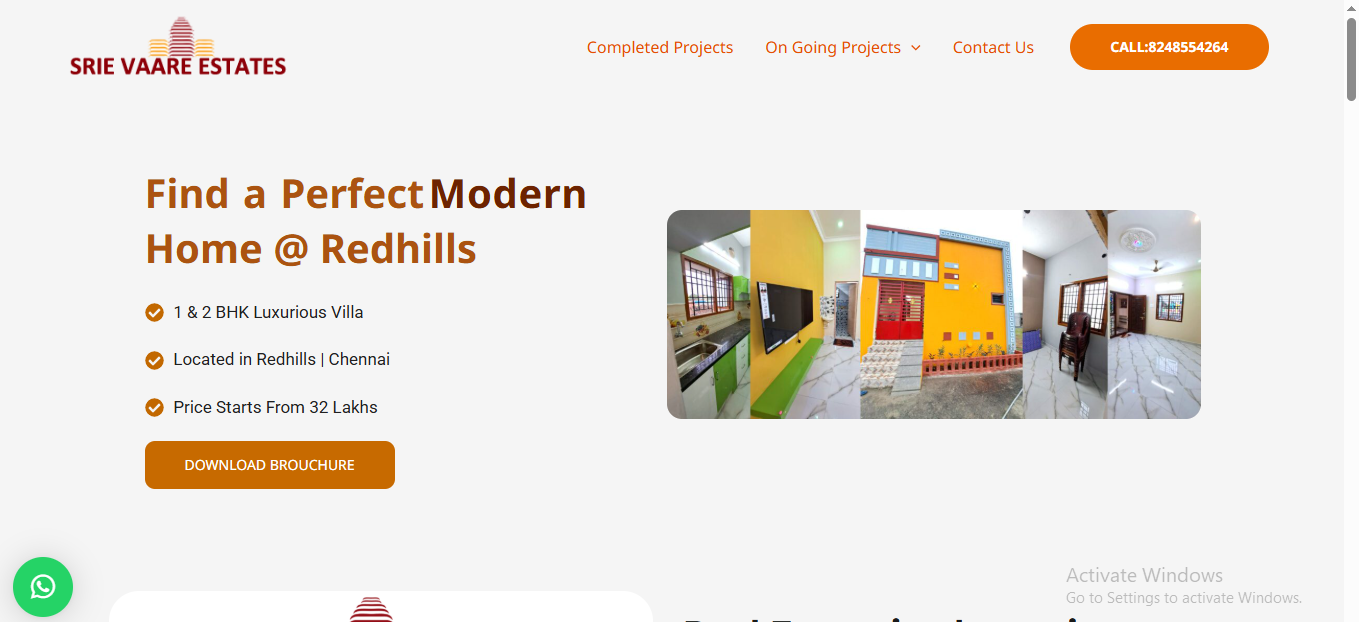 SRIE VAARE ESTATES
Completed Projects
On Going Projects
Contact Us
CALL:8248554264
Find a Perfect Modern
Home @ Redhills
1 & 2 BHK Luxurious Villa
Located in Redhills | Chennai
Price Starts From 32 Lakhs
DOWNLOAD BROUCHURE
Activate Windows
Go to Settings to activate Windows.